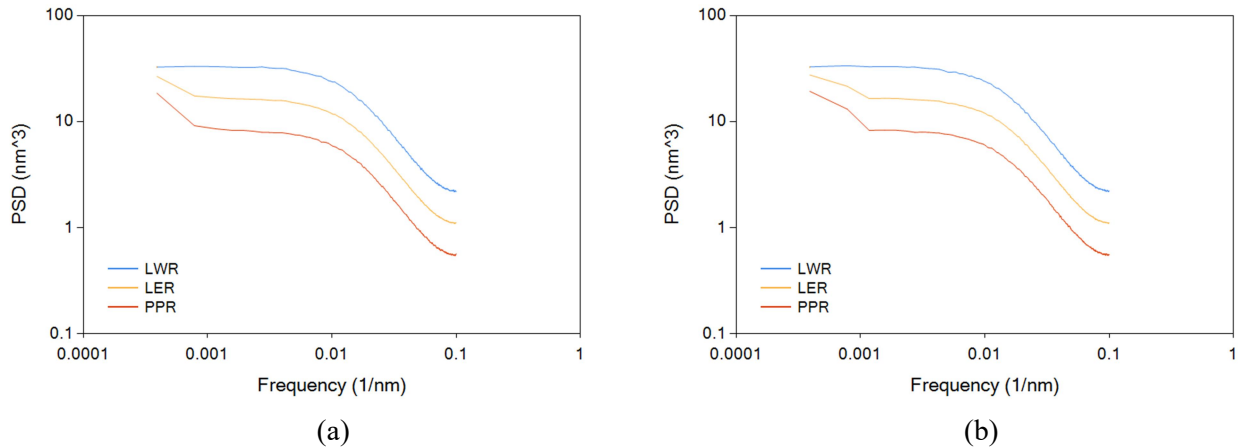 100
10
1
0.1
PSD (nm^3)
LWR
LER
PPR
0.0001 0.001 0.01 0.1 1
Frequency (1/nm)
(a)
100
10
1
0.1
PSD (nm^3)
LWR
LER
PPR
0.0001 0.001 0.01 0.1 1
Frequency (1/nm)
(b)